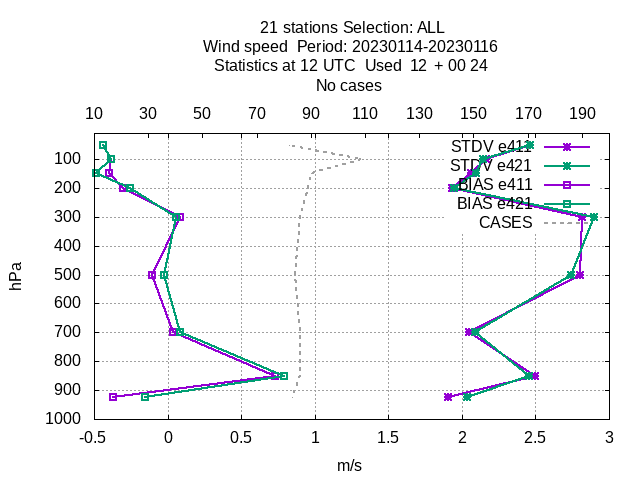 21 stations Selection: ALL
Wind speed  Period: 20230114-20230116
Statistics at 12 UTC  Used  12  + 00 24
No cases
10 30 50 70 90 110 130 150 170 190
STDV e411
100
STDV e421
BIAS e411
200
BIAS e421
300
CASES
400
hPa
500
600
700
800
900
1000
-0.5 0 0.5 1 1.5 2 2.5 3
m/s